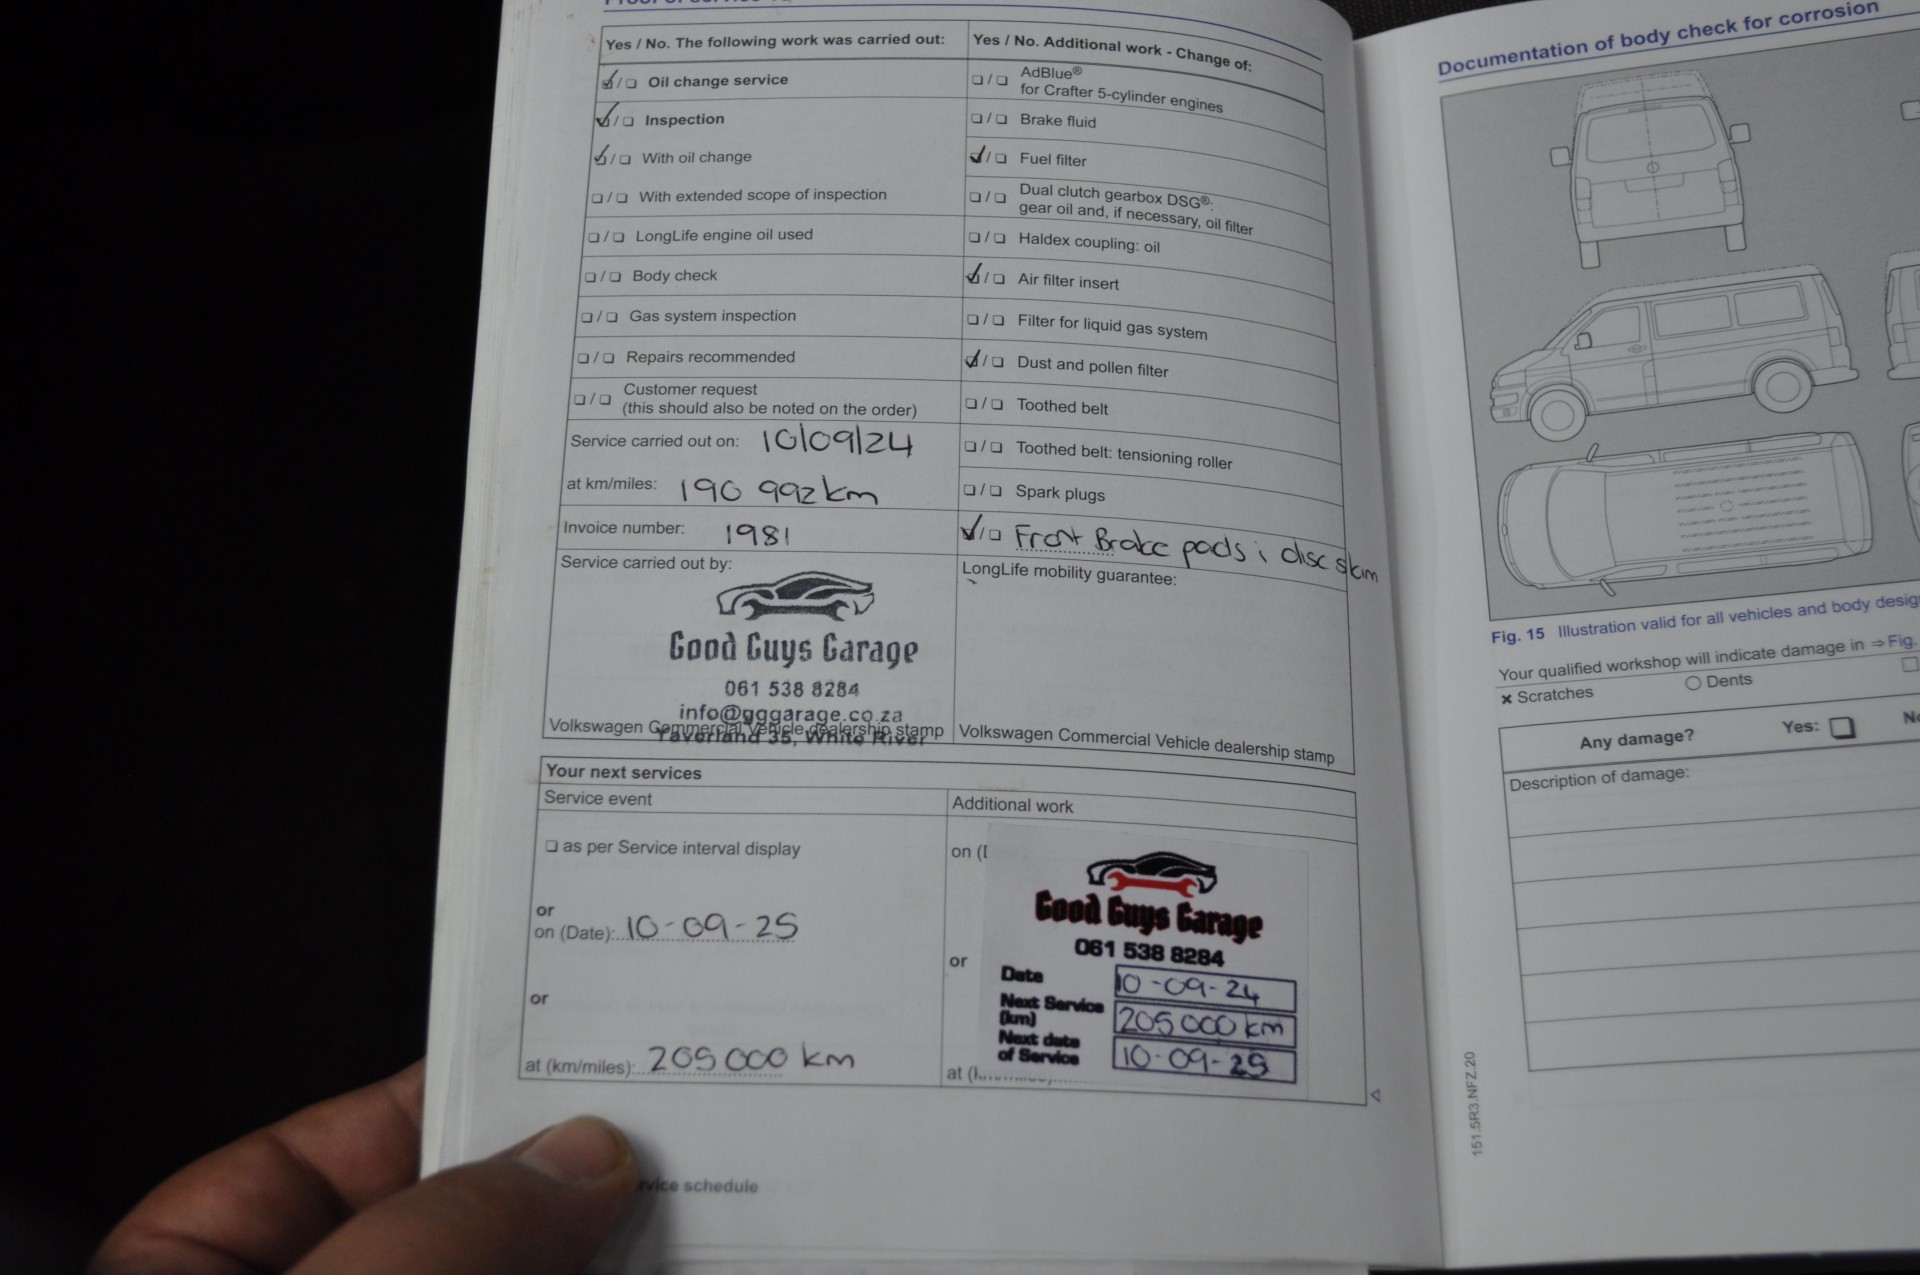 Yes / No. The following work was carried out:
☑/❑ Oil change service
☑/❑ Inspection
☑/❑ With oil change
❑/❑ With extended scope of inspection
❑/❑ LongLife engine oil used
❑/❑ Body check
❑/❑ Gas system inspection
❑/❑ Repairs recommended
❑/❑ Customer request
(this should also be noted on the order)
Service carried out on: 10/09/24
at km/miles: 190 992 km
Invoice number: 1981
Service carried out by:
Good Guys Garage
061 538 8284
info@gggarage.co.za
Yaverland 35, White River
Volkswagen Commercial Vehicle dealership stamp
Yes / No. Additional work - Change of:
❑/❑ AdBlue®
for Crafter 5-cylinder engines
❑/❑ Brake fluid
☑/❑ Fuel filter
❑/❑ Dual clutch gearbox DSG®:
gear oil and, if necessary, oil filter
❑/❑ Haldex coupling: oil
☑/❑ Air filter insert
❑/❑ Filter for liquid gas system
☑/❑ Dust and pollen filter
❑/❑ Toothed belt
❑/❑ Toothed belt: tensioning roller
❑/❑ Spark plugs
☑/❑ Front Brake pads ; disc skim
LongLife mobility guarantee:
Volkswagen Commercial Vehicle dealership stamp
Your next services
Service event
❑ as per Service interval display
or
on (Date): 10-09-25
or
at (km/miles): 205 000 km
Additional work
on (
or
at (
Good Guys Garage
061 538 8284
Date 10-09-24
Next Service
(km) 205 000 km
Next date
of Service 10-09-25
schedule
Documentation of body check for corrosion
Fig. 15 Illustration valid for all vehicles and body
Your qualified workshop will indicate damage in ⇒ Fig.
× Scratches
○ Dents
Any damage? Yes: ❑
Description of damage:
151.5R3.NFZ.20